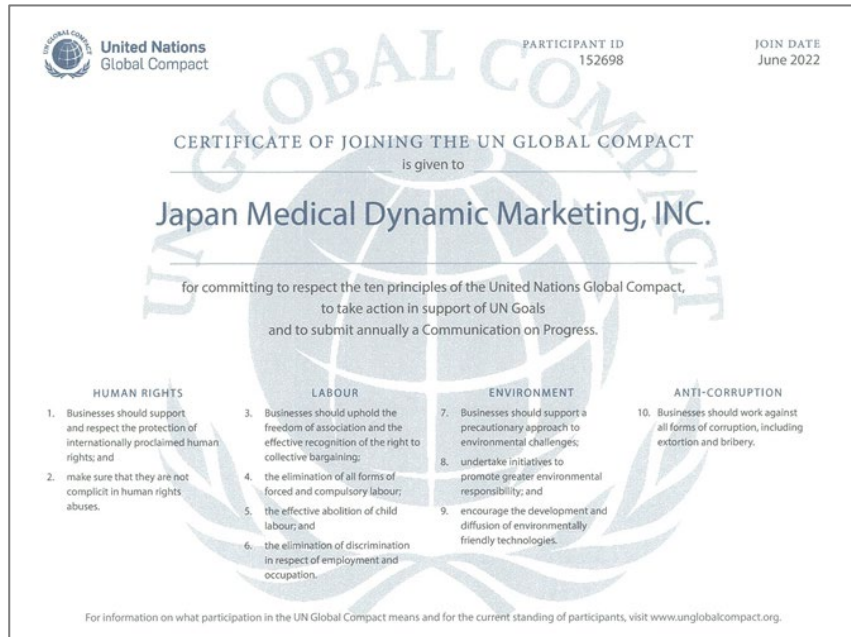 UN GLOBAL COMPACT
United Nations
Global Compact
PARTICIPANT ID
152698
JOIN DATE
June 2022
UN GLOBAL COMPACT
CERTIFICATE OF JOINING THE UN GLOBAL COMPACT
is given to
Japan Medical Dynamic Marketing, INC.
for committing to respect the ten principles of the United Nations Global Compact,
to take action in support of UN Goals
and to submit annually a Communication on Progress.
HUMAN RIGHTS
1. Businesses should support
and respect the protection of
internationally proclaimed human
rights; and
2. make sure that they are not
complicit in human rights
abuses.
LABOUR
3. Businesses should uphold the
freedom of association and the
effective recognition of the right to
collective bargaining;
4. the elimination of all forms of
forced and compulsory labour;
5. the effective abolition of child
labour; and
6. the elimination of discrimination
in respect of employment and
occupation.
ENVIRONMENT
7. Businesses should support a
precautionary approach to
environmental challenges;
8. undertake initiatives to
promote greater environmental
responsibility; and
9. encourage the development and
diffusion of environmentally
friendly technologies.
ANTI-CORRUPTION
10. Businesses should work against
all forms of corruption, including
extortion and bribery.
For information on what participation in the UN Global Compact means and for the current standing of participants, visit www.unglobalcompact.org.